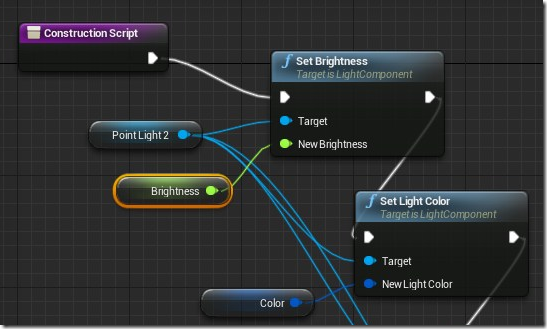 Construction Script
Set Brightness
Target is LightComponent
Target
New Brightness
Point Light 2
Brightness
Set Light Color
Target is LightComponent
Target
New Light Color
Color